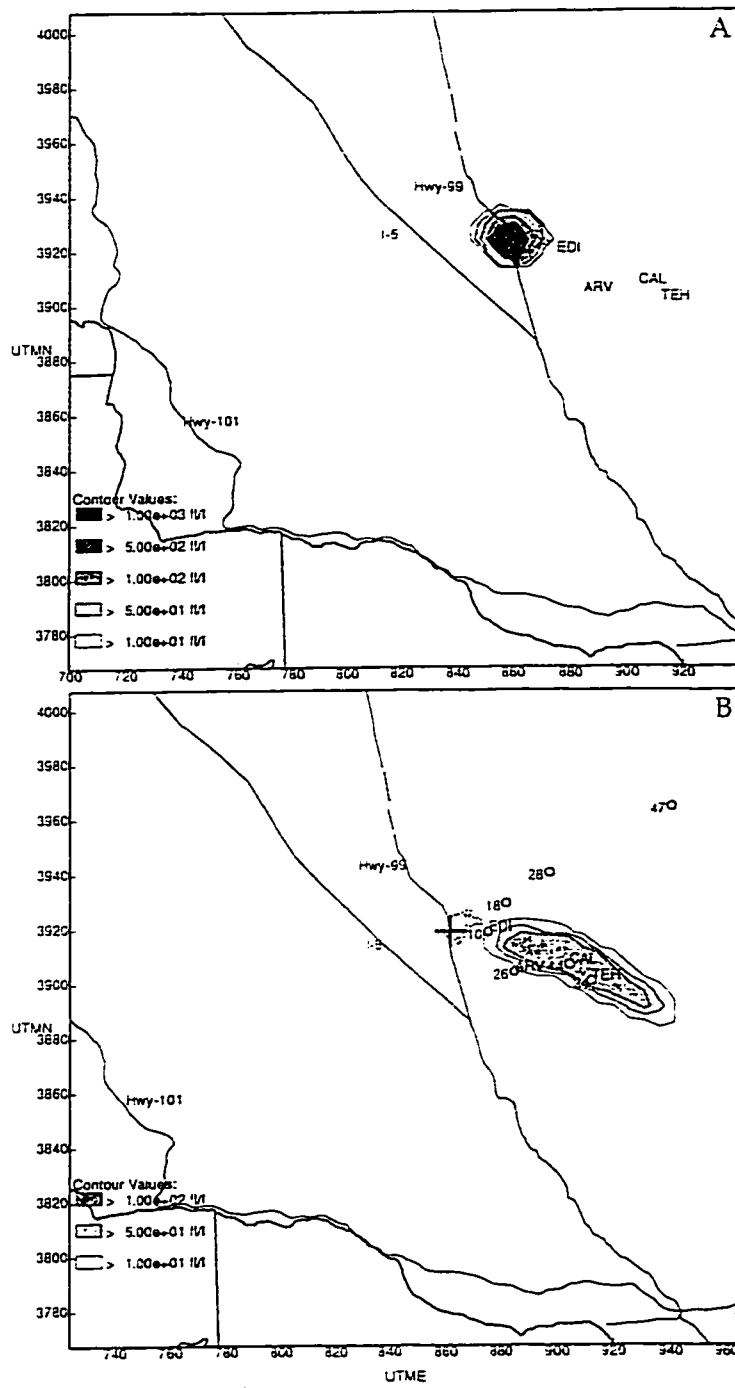 A
4000
3980
3960
3940
3920
3900
UTMN
3880
3860
3840
3820
3800
3780
Hwy-99
I-5
EDI
ARV
CAL
TEH
Hwy-101
Contour Values:
> 1.00e+03 fl/l
> 5.00e+02 fl/l
> 1.00e+02 fl/l
> 5.00e+01 fl/l
> 1.00e+01 fl/l
700 720 740 760 780 800 820 840 860 880 900 920
B
4000
3980
3960
3940
3920
3900
UTMN
3880
3860
3840
3820
3800
3780
Hwy-99
47
28
18
10 EDI
26 ARV 44 CAL
TEH
Hwy-101
Contour Values:
> 1.00e+02 fl/l
> 5.00e+01 fl/l
> 1.00e+01 fl/l
740 760 780 800 820 840 860 880 900 920 940 960
UTME